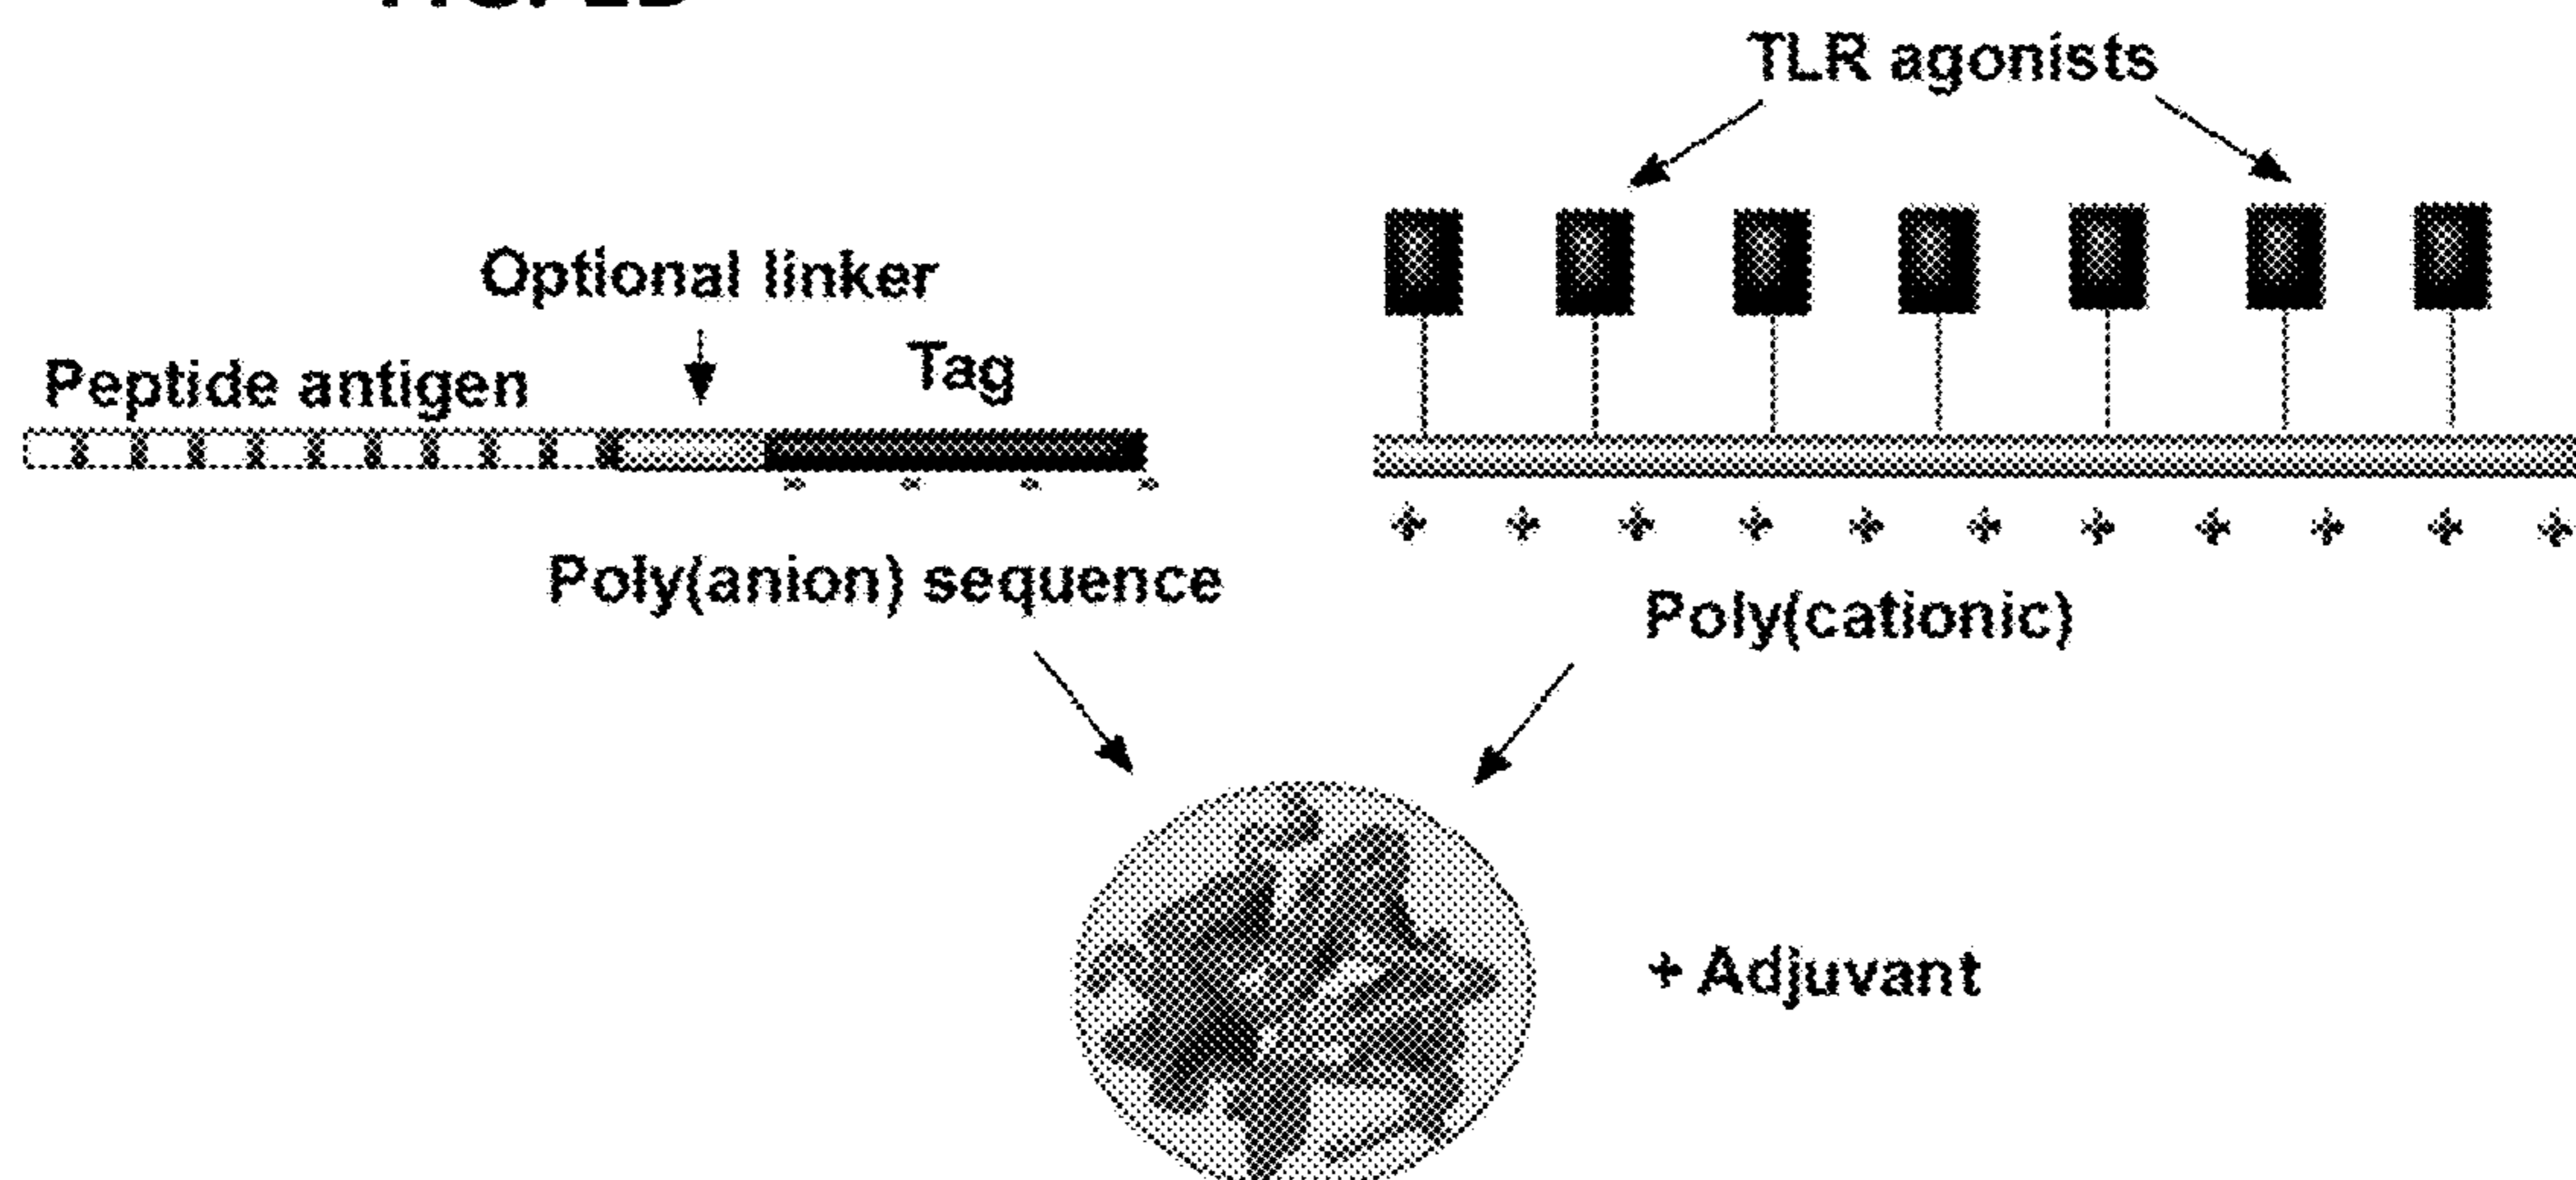 TLR agonists
Optional linker
Peptide antigen
Tag
+ + + + + + + + + + +
Poly(anion) sequence
Poly(cationic)
+ Adjuvant